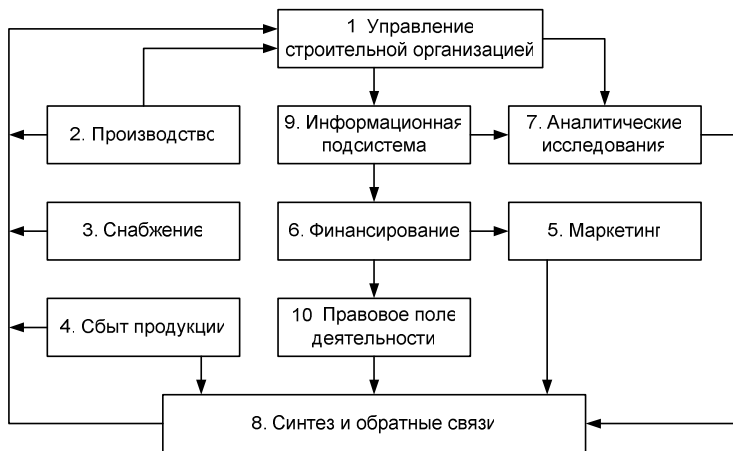 1 Управление
строительной организацией
2. Производство
9. Информационная
подсистема
7. Аналитические
исследования
3. Снабжение
6. Финансирование
5. Маркетинг
4. Сбыт продукции
10 Правовое поле
деятельности
8. Синтез и обратные связи